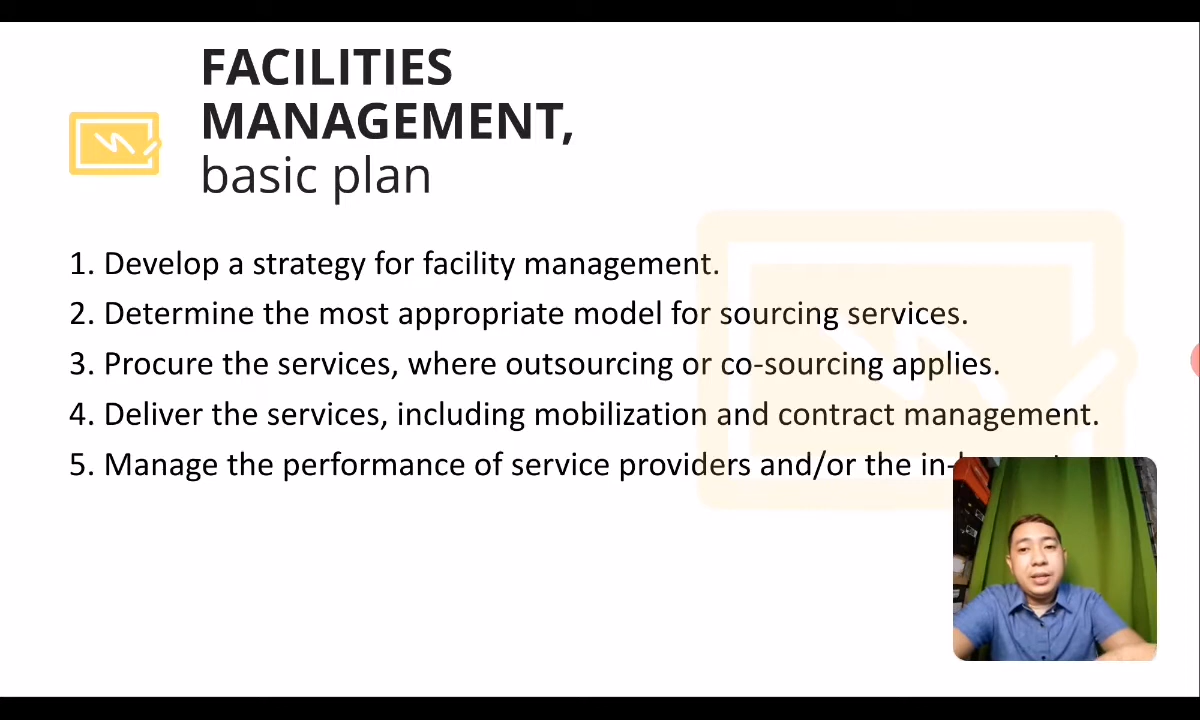 FACILITIES
MANAGEMENT,
basic plan
1. Develop a strategy for facility management.
2. Determine the most appropriate model for sourcing services.
3. Procure the services, where outsourcing or co-sourcing applies.
4. Deliver the services, including mobilization and contract management.
5. Manage the performance of service providers and/or the in-